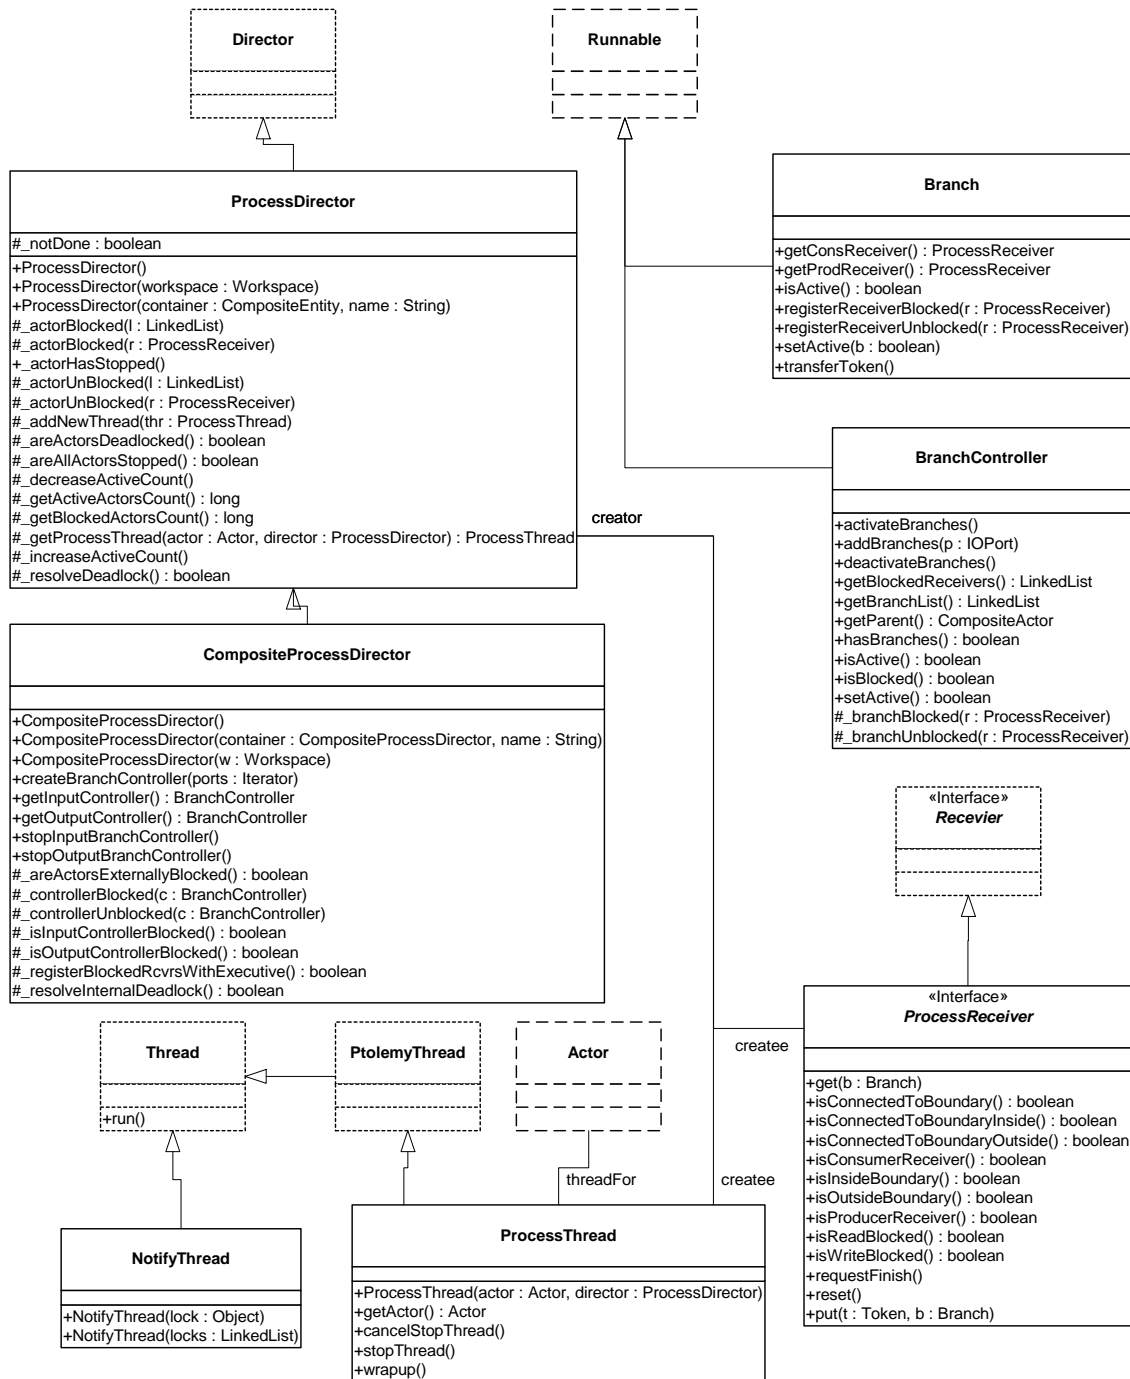 Director
Runnable
ProcessDirector
#_notDone : boolean
+ProcessDirector()
+ProcessDirector(workspace : Workspace)
+ProcessDirector(container : CompositeEntity, name : String)
#_actorBlocked(l : LinkedList)
#_actorBlocked(r : ProcessReceiver)
+_actorHasStopped()
#_actorUnBlocked(l : LinkedList)
#_actorUnBlocked(r : ProcessReceiver)
#_addNewThread(thr : ProcessThread)
#_areActorsDeadlocked() : boolean
#_areAllActorsStopped() : boolean
#_decreaseActiveCount()
#_getActiveActorsCount() : long
#_getBlockedActorsCount() : long
#_getProcessThread(actor : Actor, director : ProcessDirector) : ProcessThread
#_increaseActiveCount()
#_resolveDeadlock() : boolean
Branch
+getConsReceiver() : ProcessReceiver
+getProdReceiver() : ProcessReceiver
+isActive() : boolean
+registerReceiverBlocked(r : ProcessReceiver)
+registerReceiverUnblocked(r : ProcessReceiver)
+setActive(b : boolean)
+transferToken()
BranchController
+activateBranches()
+addBranches(p : IOPort)
+deactivateBranches()
+getBlockedReceivers() : LinkedList
+getBranchList() : LinkedList
+getParent() : CompositeActor
+hasBranches() : boolean
+isActive() : boolean
+isBlocked() : boolean
+setActive() : boolean
#_branchBlocked(r : ProcessReceiver)
#_branchUnblocked(r : ProcessReceiver)
creator
CompositeProcessDirector
+CompositeProcessDirector()
+CompositeProcessDirector(container : CompositeProcessDirector, name : String)
+CompositeProcessDirector(w : Workspace)
+createBranchController(ports : Iterator)
+getInputController() : BranchController
+getOutputController() : BranchController
+stopInputBranchController()
+stopOutputBranchController()
#_areActorsExternallyBlocked() : boolean
#_controllerBlocked(c : BranchController)
#_controllerUnblocked(c : BranchController)
#_isInputControllerBlocked() : boolean
#_isOutputControllerBlocked() : boolean
#_registerBlockedRcvrsWithExecutive() : boolean
#_resolveInternalDeadlock() : boolean
«Interface»
Recevier
«Interface»
ProcessReceiver
+get(b : Branch)
+isConnectedToBoundary() : boolean
+isConnectedToBoundaryInside() : boolean
+isConnectedToBoundaryOutside() : boolean
+isConsumerReceiver() : boolean
+isInsideBoundary() : boolean
+isOutsideBoundary() : boolean
+isProducerReceiver() : boolean
+isReadBlocked() : boolean
+isWriteBlocked() : boolean
+requestFinish()
+reset()
+put(t : Token, b : Branch)
createe
Thread
+run()
PtolemyThread
Actor
threadFor
createe
NotifyThread
+NotifyThread(lock : Object)
+NotifyThread(locks : LinkedList)
ProcessThread
+ProcessThread(actor : Actor, director : ProcessDirector)
+getActor() : Actor
+cancelStopThread()
+stopThread()
+wrapup()